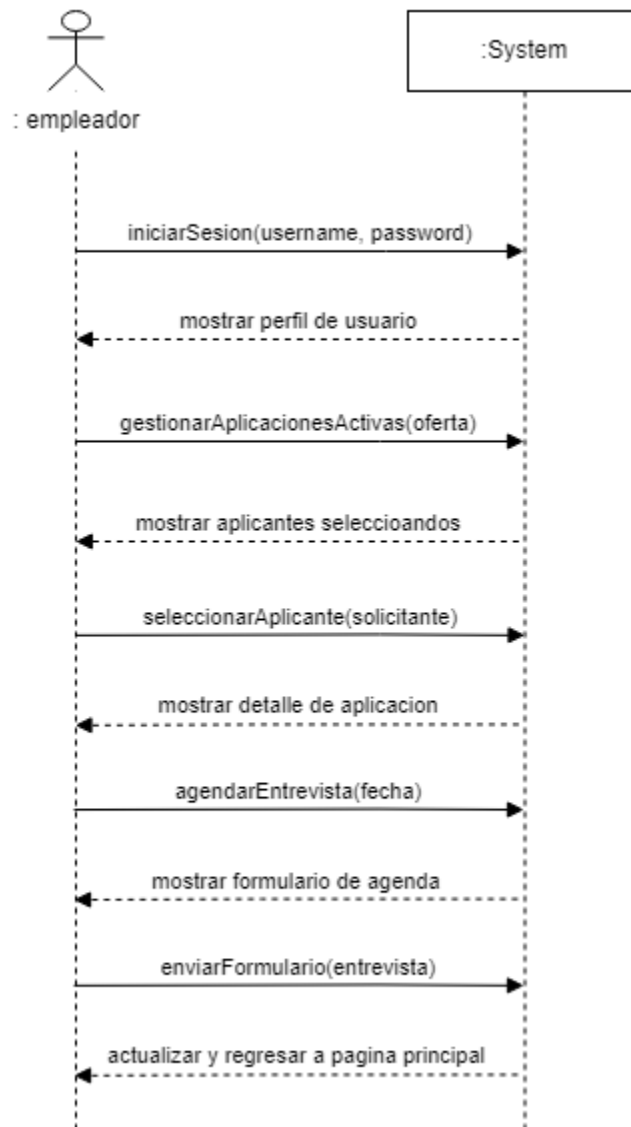 :System
: empleador
iniciarSesion(username, password)
mostrar perfil de usuario
gestionarAplicacionesActivas(oferta)
mostrar aplicantes seleccioandos
seleccionarAplicante(solicitante)
mostrar detalle de aplicacion
agendarEntrevista(fecha)
mostrar formulario de agenda
enviarFormulario(entrevista)
actualizar y regresar a pagina principal